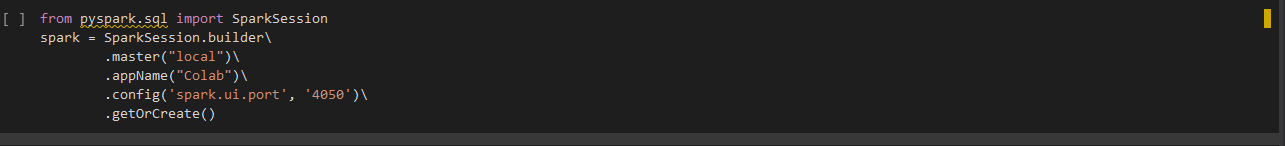 [ ] from pyspark.sql import SparkSession
spark = SparkSession.builder\
.master("local")\
.appName("Colab")\
.config('spark.ui.port', '4050')\
.getOrCreate()